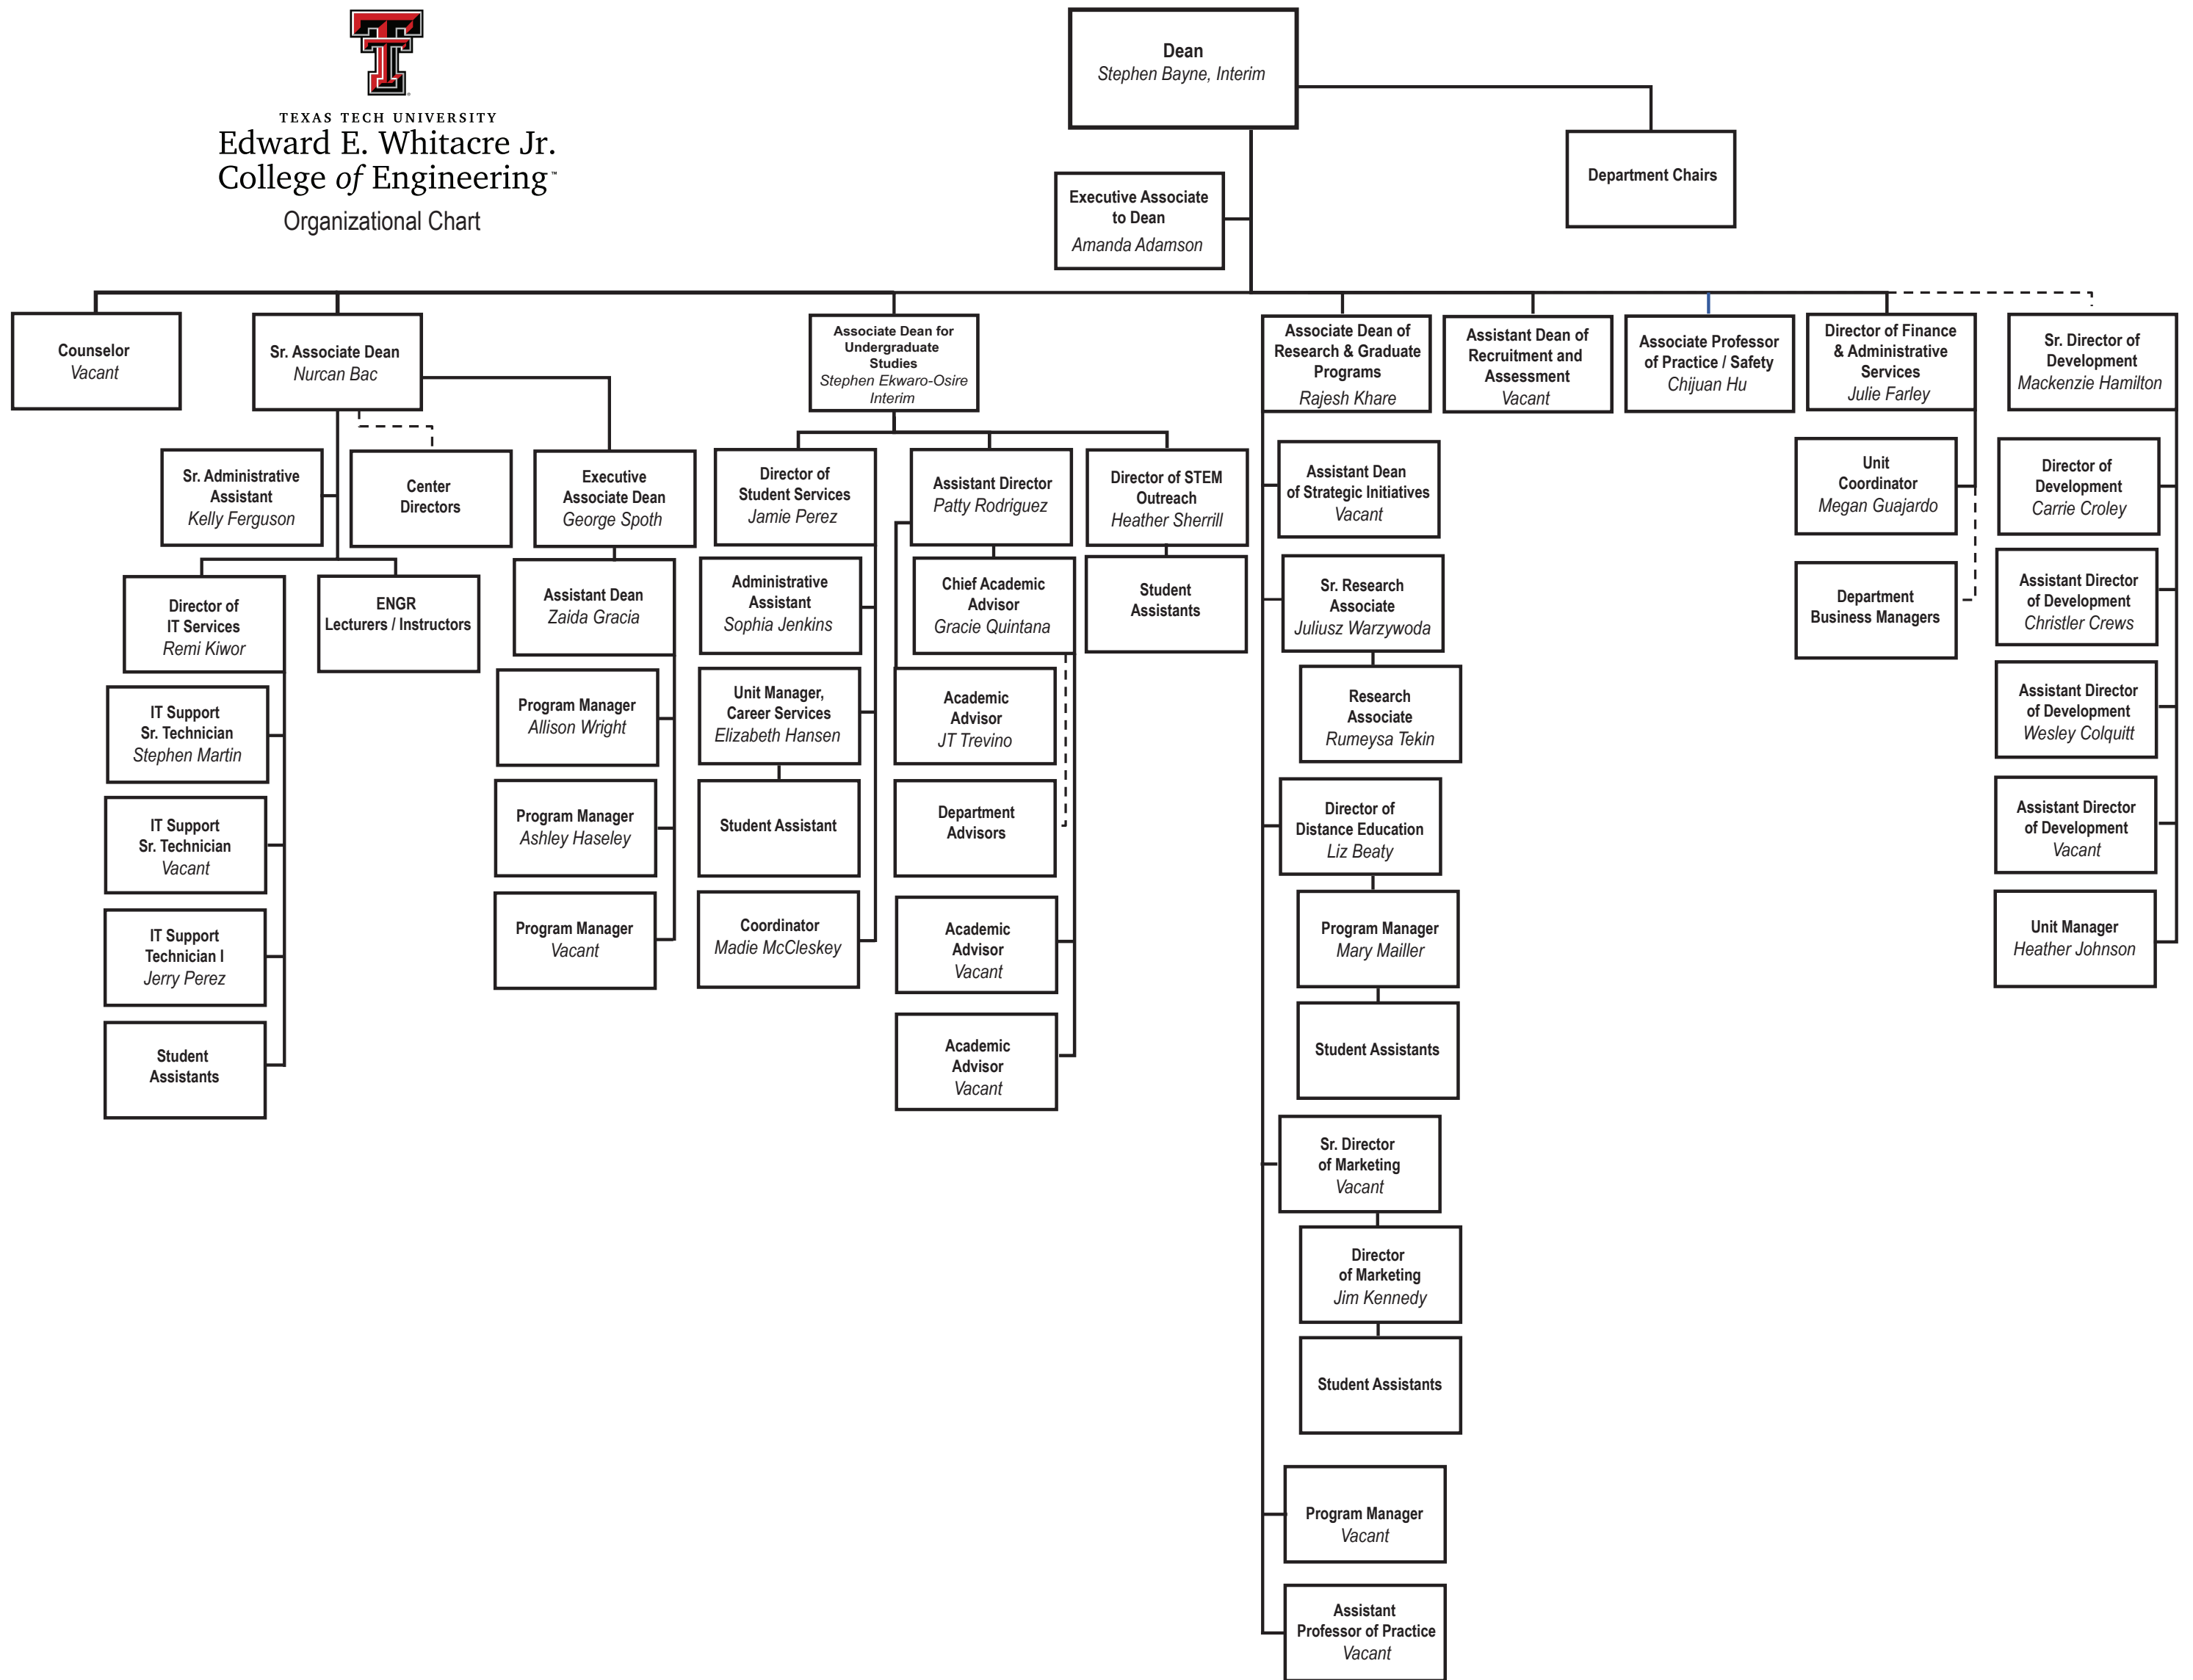 TEXAS TECH UNIVERSITY
Edward E. Whitacre Jr.
College of Engineering™
Organizational Chart
Dean
Stephen Bayne, Interim
Department Chairs
Executive Associate
to Dean
Amanda Adamson
Counselor
Vacant
Sr. Associate Dean
Nurcan Bac
Associate Dean for
Undergraduate
Studies
Stephen Ekwaro-Osire
Interim
Associate Dean of
Research & Graduate
Programs
Rajesh Khare
Assistant Dean of
Recruitment and
Assessment
Vacant
Associate Professor
of Practice / Safety
Chijuan Hu
Director of Finance
& Administrative
Services
Julie Farley
Sr. Director of
Development
Mackenzie Hamilton
Sr. Administrative
Assistant
Kelly Ferguson
Center
Directors
Executive
Associate Dean
George Spoth
Director of
IT Services
Remi Kiwor
ENGR
Lecturers / Instructors
IT Support
Sr. Technician
Stephen Martin
IT Support
Sr. Technician
Vacant
IT Support
Technician I
Jerry Perez
Student
Assistants
Assistant Dean
Zaida Gracia
Program Manager
Allison Wright
Program Manager
Ashley Haseley
Program Manager
Vacant
Director of
Student Services
Jamie Perez
Administrative
Assistant
Sophia Jenkins
Unit Manager,
Career Services
Elizabeth Hansen
Student Assistant
Coordinator
Madie McCleskey
Assistant Director
Patty Rodriguez
Chief Academic
Advisor
Gracie Quintana
Academic
Advisor
JT Trevino
Department
Advisors
Academic
Advisor
Vacant
Academic
Advisor
Vacant
Director of STEM
Outreach
Heather Sherrill
Student
Assistants
Assistant Dean
of Strategic Initiatives
Vacant
Sr. Research
Associate
Juliusz Warzywoda
Research
Associate
Rumeysa Tekin
Director of
Distance Education
Liz Beaty
Program Manager
Mary Mailler
Student Assistants
Sr. Director
of Marketing
Vacant
Director
of Marketing
Jim Kennedy
Student Assistants
Program Manager
Vacant
Assistant
Professor of Practice
Vacant
Unit
Coordinator
Megan Guajardo
Department
Business Managers
Director of
Development
Carrie Croley
Assistant Director
of Development
Christler Crews
Assistant Director
of Development
Wesley Colquitt
Assistant Director
of Development
Vacant
Unit Manager
Heather Johnson